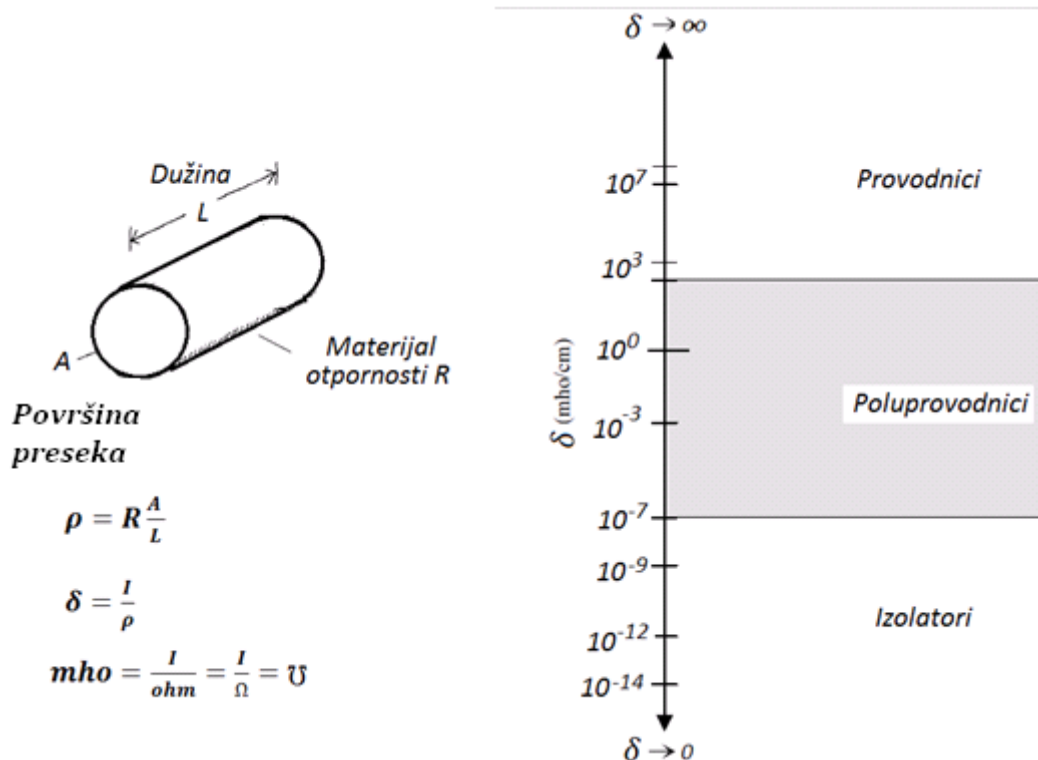 Dužina
L
A
Materijal
otpornosti R
Površina
preseka
ρ = R A/L
δ = I/ρ
mho = I/ohm = I/Ω = ℧
δ → ∞
10⁷
Provodnici
10³
10⁰
δ (mho/cm)
Poluprovodnici
10⁻³
10⁻⁷
10⁻⁹
Izolatori
10⁻¹²
10⁻¹⁴
δ → 0